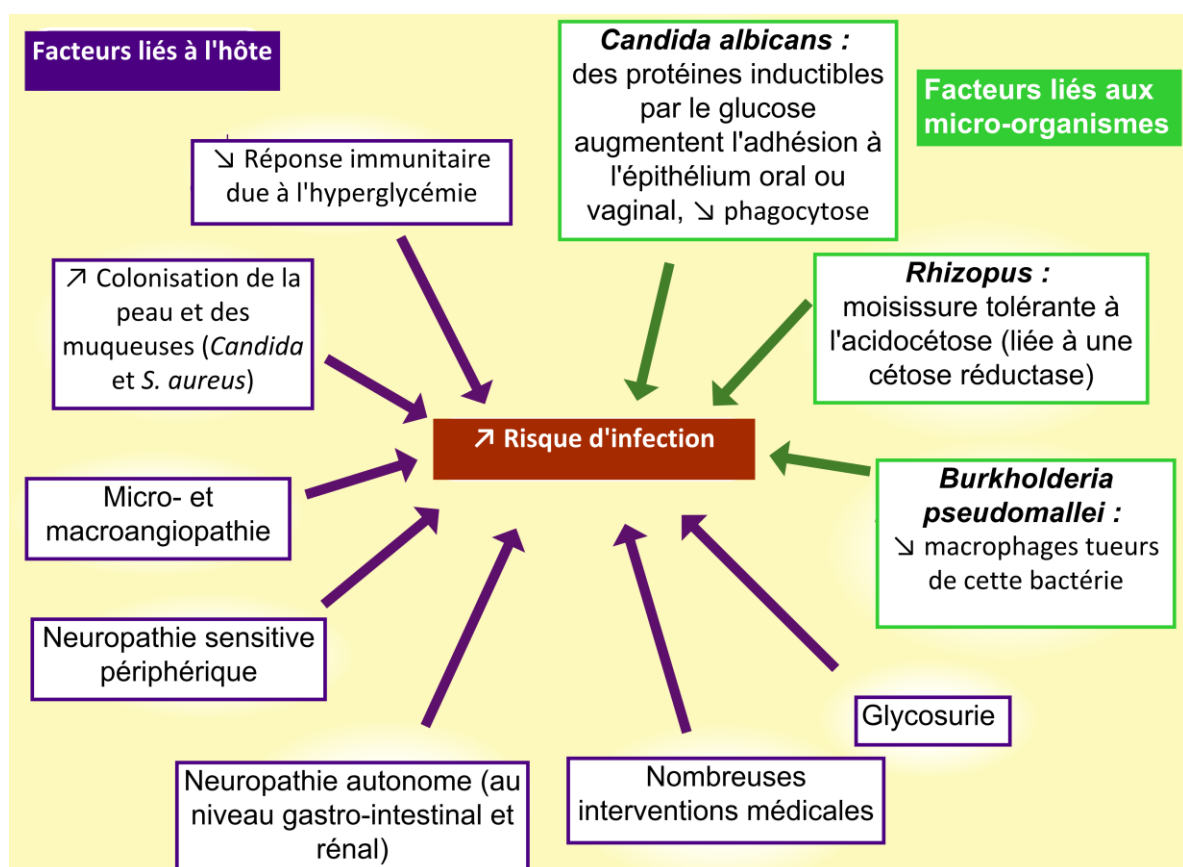 Facteurs liés à l'hôte
Candida albicans :
des protéines inductibles
par le glucose
augmentent l'adhésion à
l'épithélium oral ou
vaginal, ↘ phagocytose
Facteurs liés aux
micro-organismes
↘ Réponse immunitaire
due à l'hyperglycémie
↗ Colonisation de la
peau et des
muqueuses (Candida
et S. aureus)
Rhizopus :
moisissure tolérante à
l'acidocétose (liée à une
cétose réductase)
↗ Risque d'infection
Micro- et
macroangiopathie
Burkholderia
pseudomallei :
↘ macrophages tueurs
de cette bactérie
Neuropathie sensitive
périphérique
Glycosurie
Neuropathie autonome (au
niveau gastro-intestinal et
rénal)
Nombreuses
interventions médicales